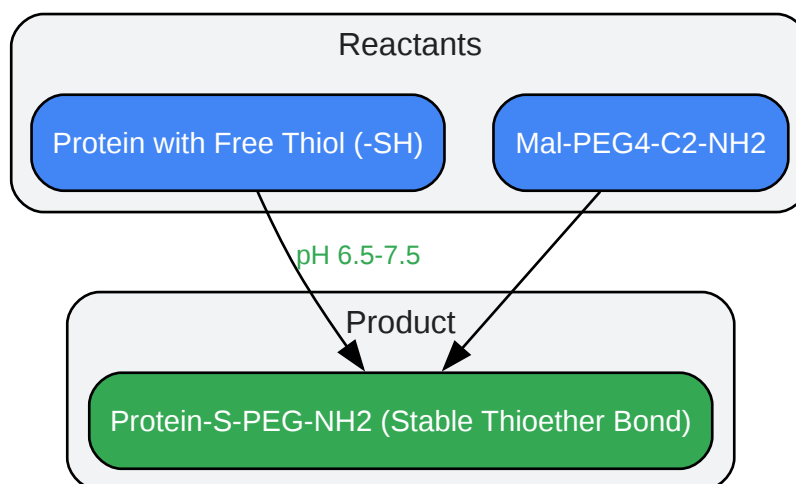 Reactants
Protein with Free Thiol (-SH)
Mal-PEG4-C2-NH2
pH 6.5-7.5
Product
Protein-S-PEG-NH2 (Stable Thioether Bond)